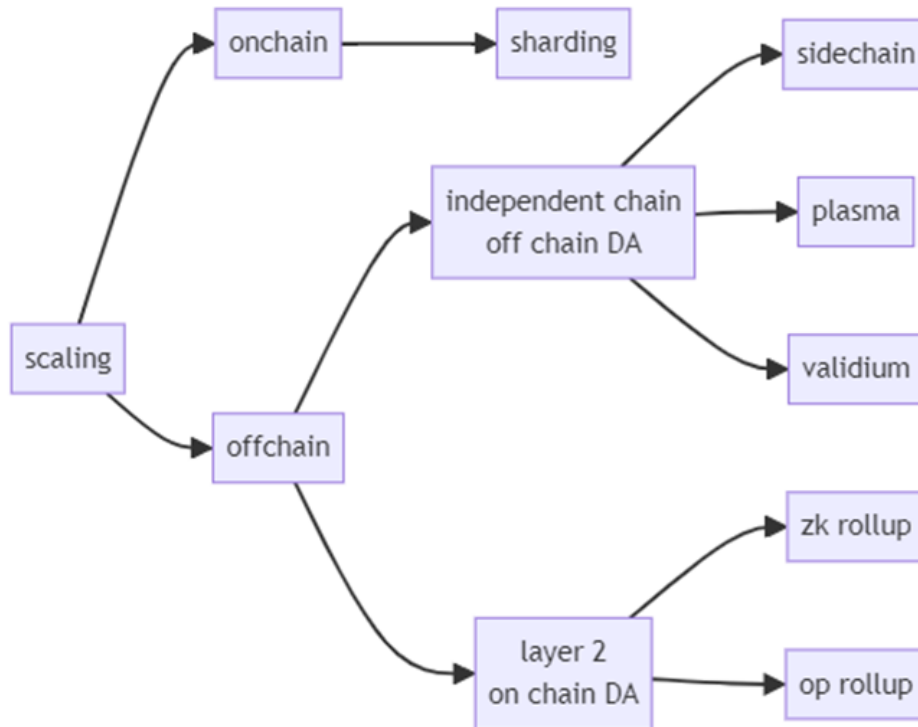 onchain
sharding
sidechain
independent chain
off chain DA
plasma
scaling
validium
offchain
zk rollup
layer 2
on chain DA
op rollup